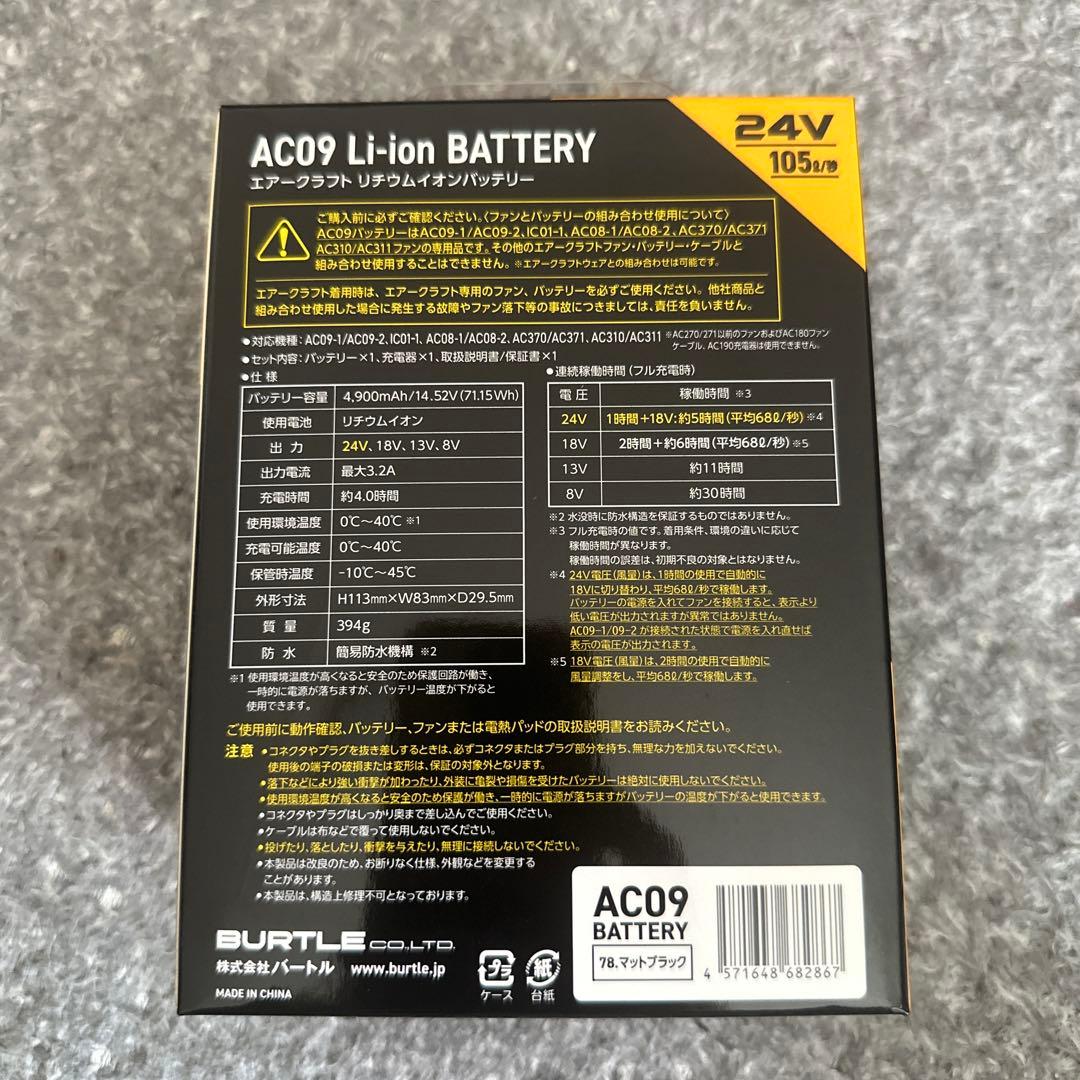 AC09 Li-ion BATTERY
エアークラフト リチウムイオンバッテリー
24V
105ℓ/秒
ご購入前に必ずご確認ください。〈ファンとバッテリーの組み合わせ使用について〉
AC09バッテリーはAC09-1/AC09-2、IC01-1、AC08-1/AC08-2、AC370/AC371
AC310/AC311ファンの専用品です。その他のエアークラフトファン・バッテリー・ケーブルと
組み合わせ使用することはできません。※エアークラフトウェアとの組み合わせは可能です。
エアークラフト着用時は、エアークラフト専用のファン、バッテリーを必ずご使用ください。他社商品と
組み合わせ使用した場合に発生する故障やファン落下等の事故につきましては、責任を負いません。
●対応機種：AC09-1/AC09-2、IC01-1、AC08-1/AC08-2、AC370/AC371、AC310/AC311 ※AC270/271以前のファンおよびAC180ファン
ケーブル、AC190充電器は使用できません。
●セット内容：バッテリー×1、充電器×1、取扱説明書/保証書×1
●仕様
バッテリー容量 4,900mAh/14.52V(71.15Wh)
使用電池 リチウムイオン
出力 24V、18V、13V、8V
出力電流 最大3.2A
充電時間 約4.0時間
使用環境温度 0℃～40℃ ※1
充電可能温度 0℃～40℃
保管時温度 -10℃～45℃
外形寸法 H113mm×W83mm×D29.5mm
質量 394g
防水 簡易防水機構 ※2
※1 使用環境温度が高くなると安全のため保護回路が働き、
一時的に電源が落ちますが、バッテリー温度が下がると
使用できます。
●連続稼働時間（フル充電時）
電圧 稼働時間 ※3
24V 1時間＋18V：約5時間（平均68ℓ/秒）※4
18V 2時間＋約6時間（平均68ℓ/秒）※5
13V 約11時間
8V 約30時間
※2 水没時に防水構造を保証するものではありません。
※3 フル充電時の値です。着用条件、環境の違いに応じて
稼働時間が異なります。
稼働時間の誤差は、初期不良の対象とはなりません。
※4 24V電圧（風量）は、1時間の使用で自動的に
18Vに切り替わり、平均68ℓ/秒で稼働します。
バッテリーの電源を入れてファンを接続すると、表示より
低い電圧が出力されますが異常ではありません。
AC09-1/09-2が接続された状態で電源を入れ直せば
表示の電圧が出力されます。
※5 18V電圧（風量）は、2時間の使用で自動的に
風量調整をし、平均68ℓ/秒で稼働します。
ご使用前に動作確認、バッテリー、ファンまたは電熱パッドの取扱説明書をお読みください。
注意 ●コネクタやプラグを抜き差しするときは、必ずコネクタまたはプラグ部分を持ち、無理な力を加えないでください。
使用後の端子の破損または変形は、保証の対象外となります。
●落下などにより強い衝撃が加わったり、外装に亀裂や損傷を受けたバッテリーは絶対に使用しないでください。
●使用環境温度が高くなると安全のため保護が働き、一時的に電源が落ちますがバッテリーの温度が下がると使用できます。
●コネクタやプラグはしっかり奥まで差し込んでご使用ください。
●ケーブルは布などで覆って使用しないでください。
●投げたり、落としたり、衝撃を与えたり、無理に接続しないでください。
●本製品は改良のため、お断りなく仕様、外観などを変更する
ことがあります。
●本製品は、構造上修理不可となっております。
BURTLE CO.,LTD.
株式会社バートル www.burtle.jp
MADE IN CHINA
プラ
ケース
紙
台紙
AC09
BATTERY
78.マットブラック
4 571648 682867